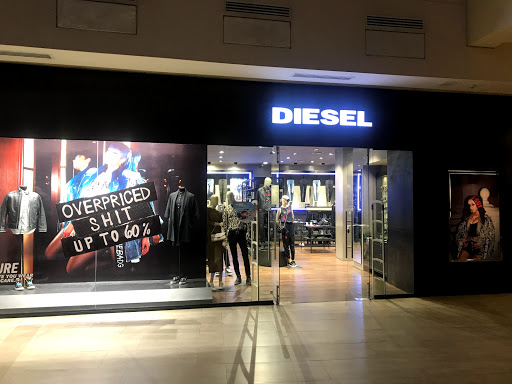 DIESEL
OVERPRICED
SHIT
UP TO 60%